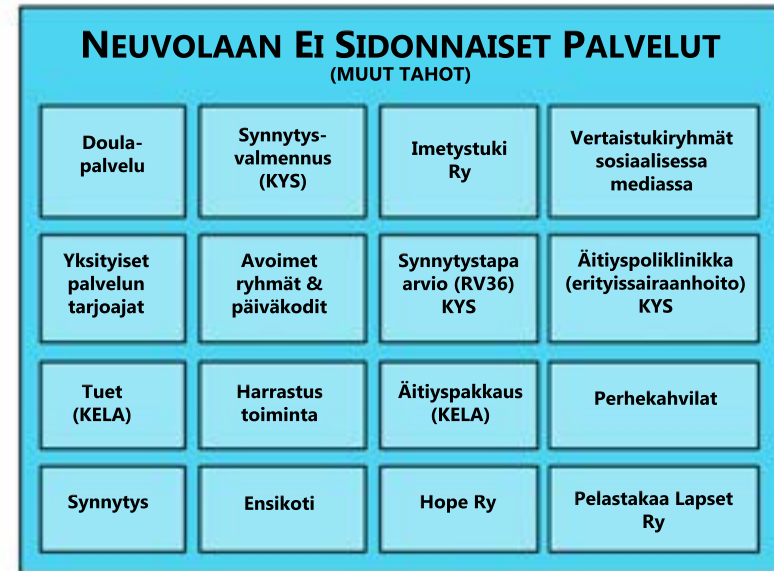 NEUVOLAAN EI SIDONNAISET PALVELUT
(MUUT TAHOT)
Doula-
palvelu
Synnytys-
valmennus
(KYS)
Imetystuki
Ry
Vertaistukiryhmät
sosiaalisessa
mediassa
Yksityiset
palvelun
tarjoajat
Avoimet
ryhmät &
päiväkodit
Synnytystapa
arvio (RV36)
KYS
Äitiyspoliklinikka
(erityissairaanhoito)
KYS
Tuet
(KELA)
Harrastus
toiminta
Äitiyspakkaus
(KELA)
Perhekahvilat
Synnytys
Ensikoti
Hope Ry
Pelastakaa Lapset
Ry